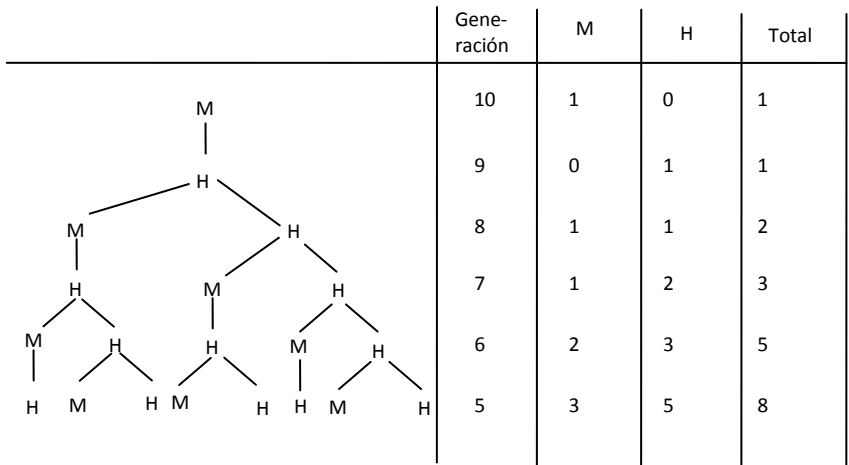 Gene-
ración M H Total
M 10 1 0 1
H 9 0 1 1
M H 8 1 1 2
H M H 7 1 2 3
M H H M H 6 2 3 5
H M H M H H M H 5 3 5 8